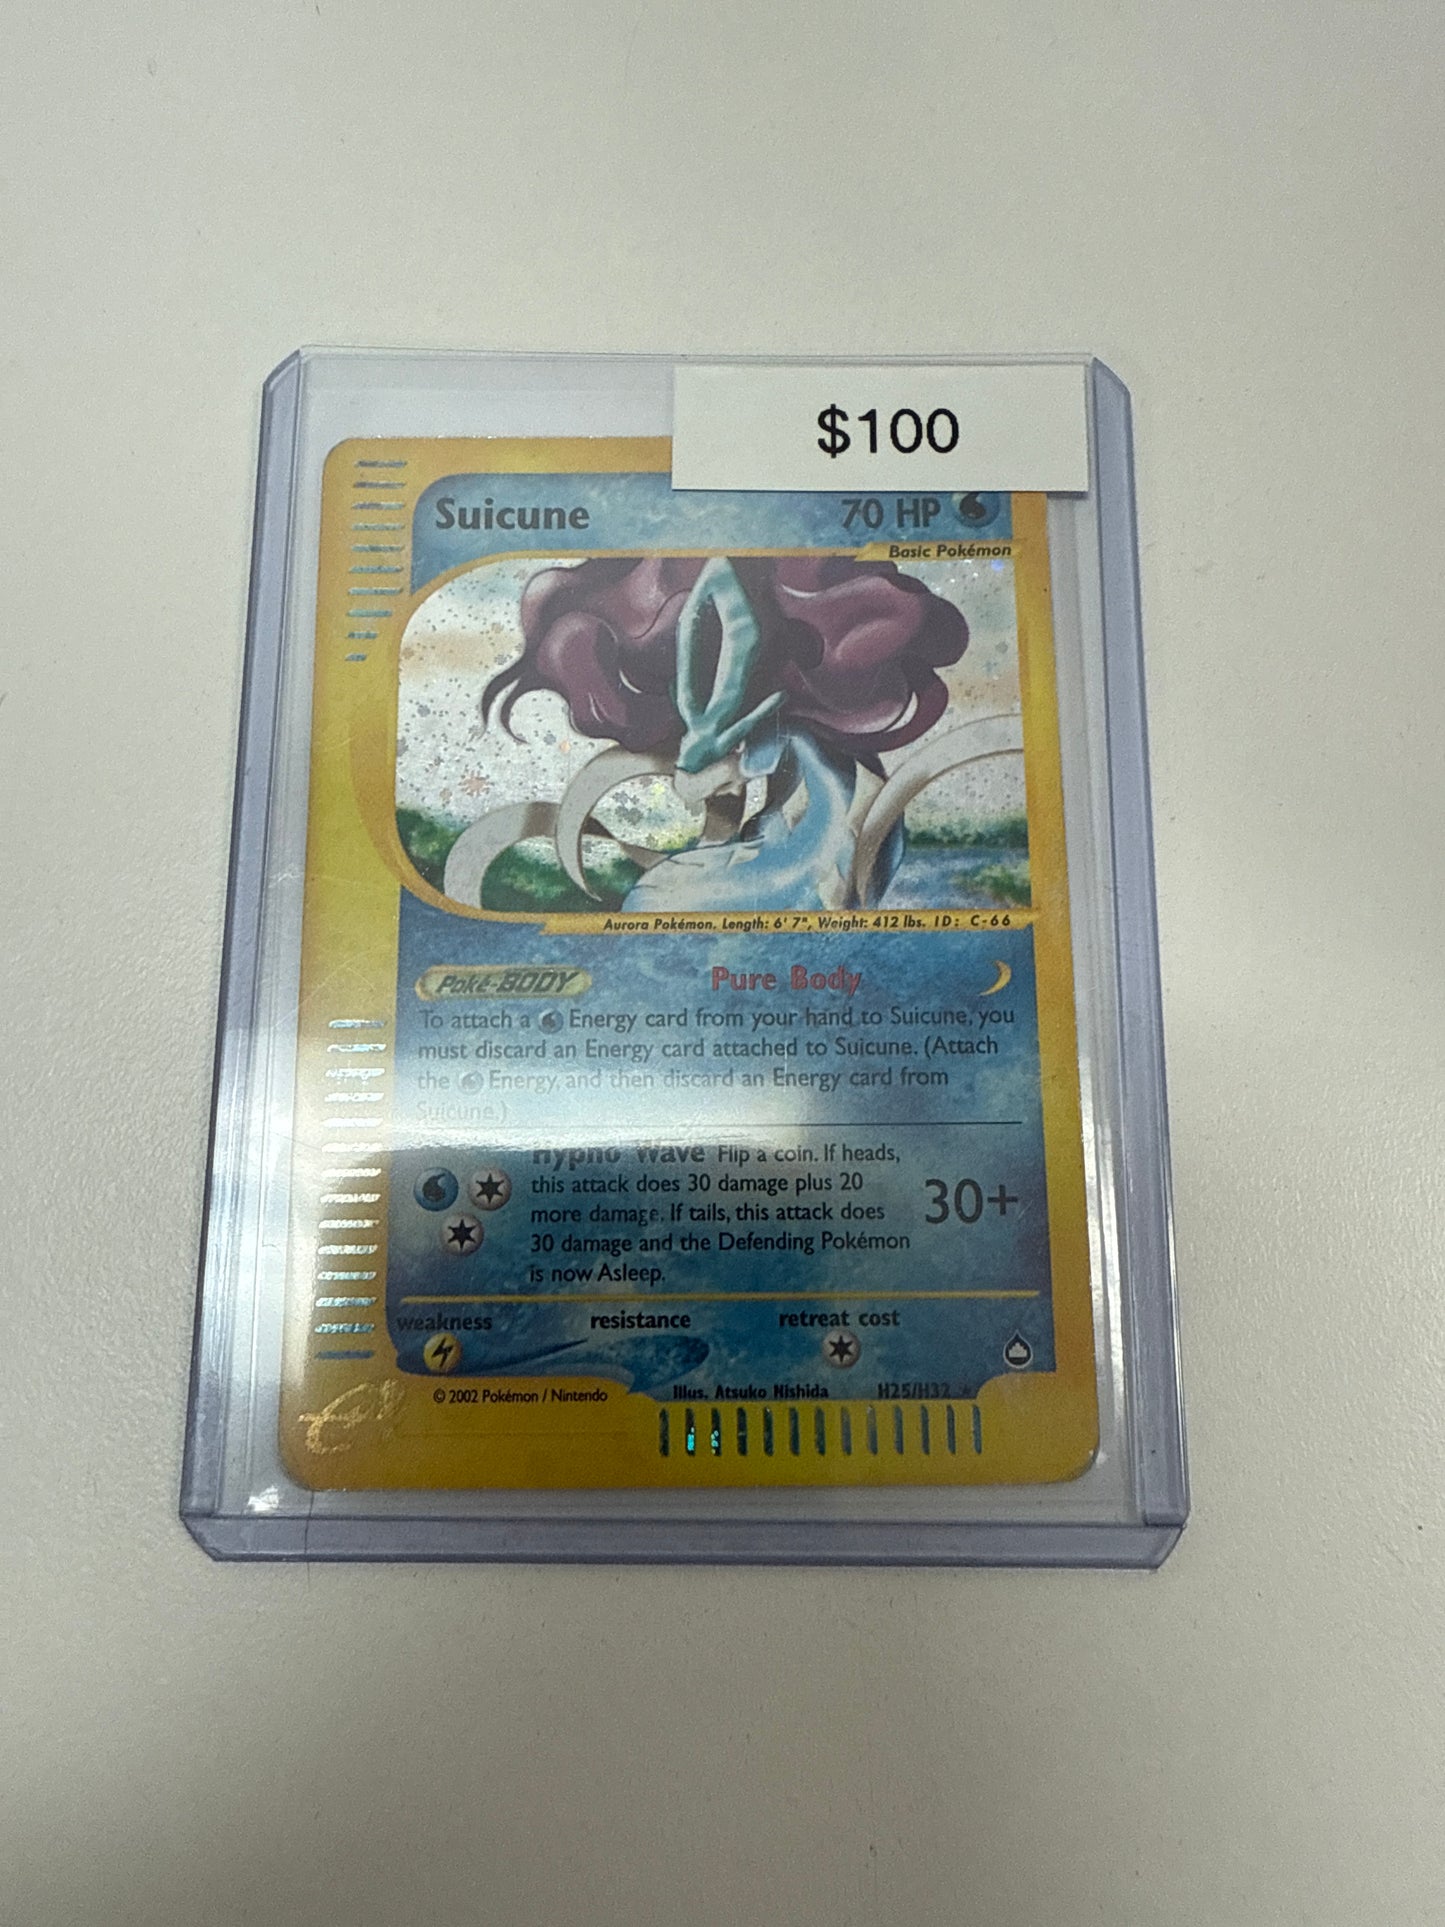 $100
Suicune 70 HP
Basic Pokémon
Aurora Pokémon. Length: 6' 7", Weight: 412 lbs. ID: C-66
Poké-BODY Pure Body
To attach a Energy card from your hand to Suicune, you
must discard an Energy card attached to Suicune. (Attach
the Energy, and then discard an Energy card from
Suicune.)
Hypno Wave Flip a coin. If heads,
this attack does 30 damage plus 20
more damage. If tails, this attack does
30 damage and the Defending Pokémon
is now Asleep.
30+
weakness resistance retreat cost
© 2002 Pokémon / Nintendo Illus. Atsuko Nishida H25/H32